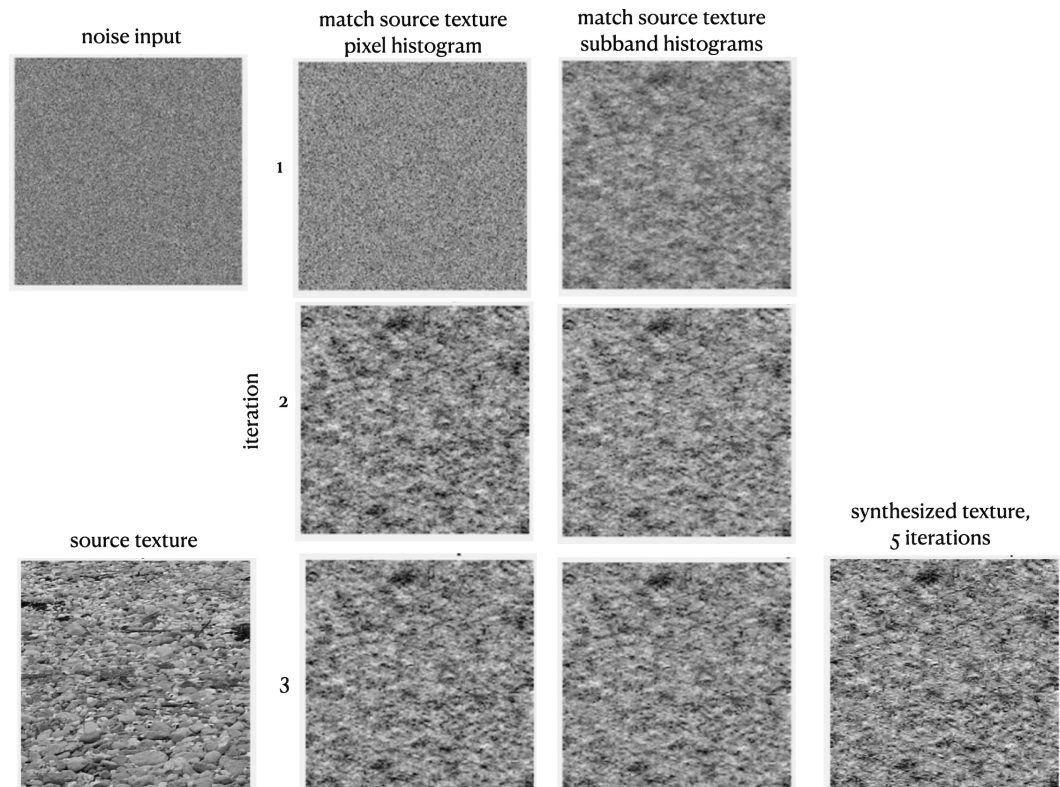 noise input
match source texture
pixel histogram
match source texture
subband histograms
1
iteration
2
source texture
3
synthesized texture,
5 iterations